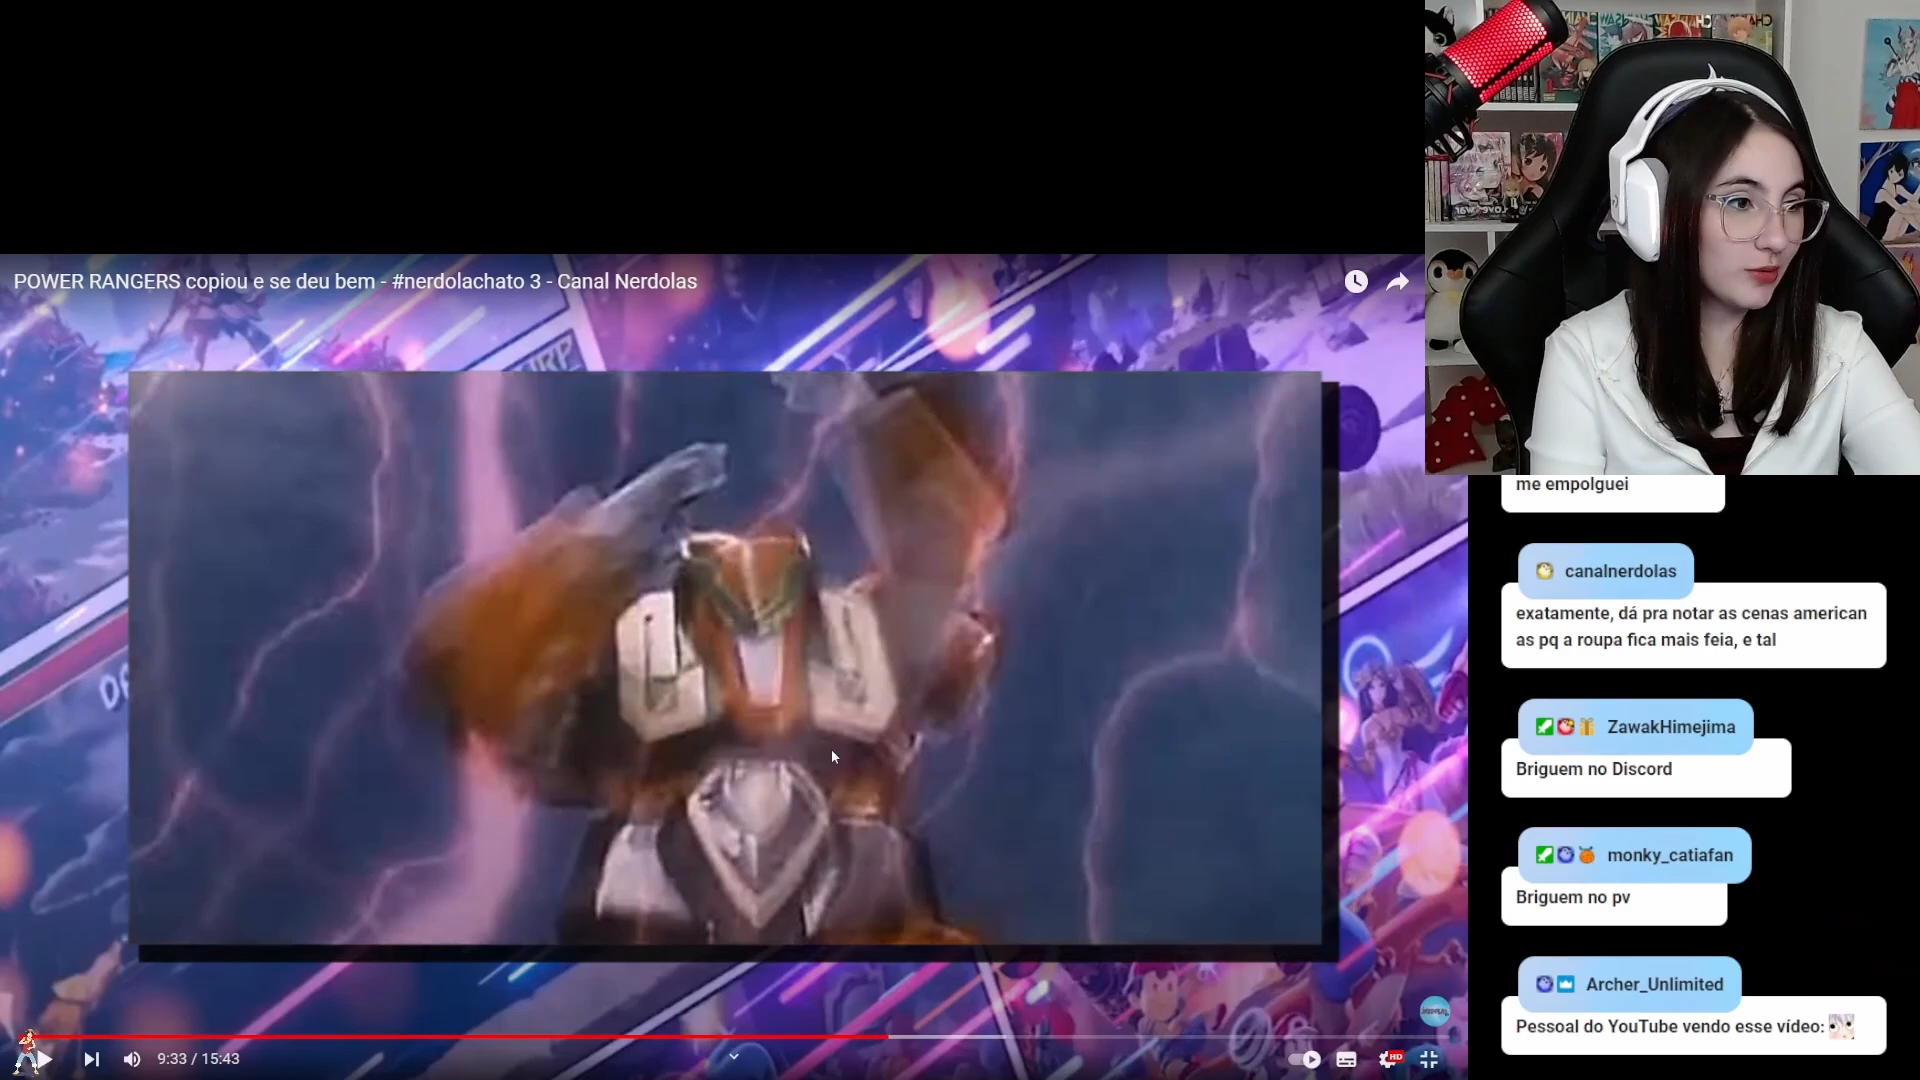 POWER RANGERS copiou e se deu bem - #nerdolachato 3 - Canal Nerdolas
me empolguei
canalnerdolas
exatamente, dá pra notar as cenas american
as pq a roupa fica mais feia, e tal
ZawakHimejima
Briguem no Discord
monky_catiafan
Briguem no pv
Archer_Unlimited
Pessoal do YouTube vendo esse vídeo:
9:33 / 15:43
HD